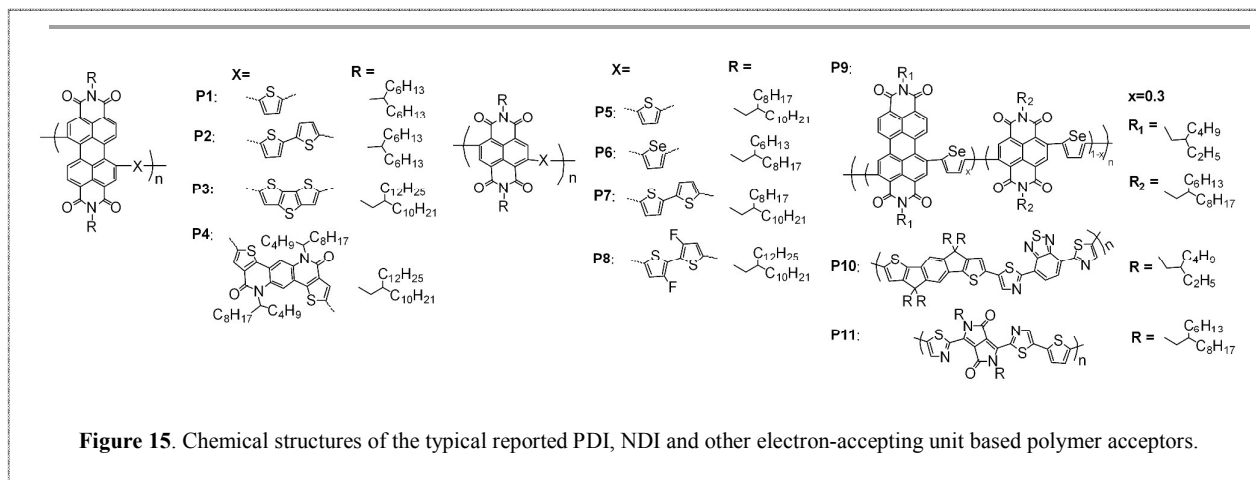 X=
R =
P1:
S
C6H13
C6H13
P2:
S
S
C6H13
C6H13
P3:
S
S
S
C12H25
C10H21
P4:
S
C4H9
C8H17
N
O
O
N
S
C8H17
C4H9
C12H25
C10H21
R
O
N
O
X
n
O
N
O
R
X=
R =
P5:
S
C8H17
C10H21
P6:
Se
C6H13
C8H17
P7:
S
S
C8H17
C10H21
P8:
F
S
S
F
C12H25
C10H21
R
O
N
O
X
n
O
N
O
R
P9:
R1
O
N
O
Se
x
O
N
O
R1
R2
O
N
O
Se
1-x
n
O
N
O
R2
x=0.3
R1 =
C4H9
C2H5
R2 =
C6H13
C8H17
P10:
S
R
R
R
R
S
S
N
N
S
N
S
N
n
R =
C4H9
C2H5
P11:
S
N
R
N
O
O
N
R
N
S
S
n
R =
C6H13
C8H17
Figure 15. Chemical structures of the typical reported PDI, NDI and other electron-accepting unit based polymer acceptors.